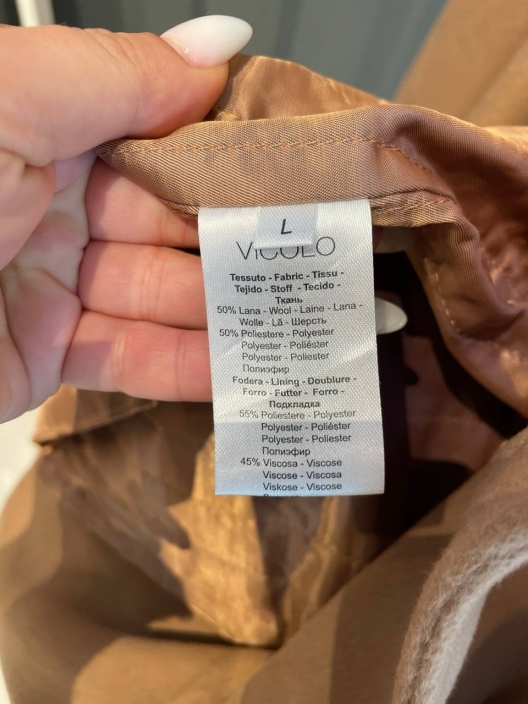 L
VICOLO
Tessuto - Fabric - Tissu -
Tejido - Stoff - Tecido -
Ткань
50% Lana - Wool - Laine - Lana -
Wolle - Lã - Шерсть
50% Poliestere - Polyester
Polyester - Poliéster
Polyester - Poliester
Полиэфир
Fodera - Lining - Doublure -
Forro - Futter - Forro -
Подкладка
55% Poliestere - Polyester
Polyester - Poliéster
Polyester - Poliester
Полиэфир
45% Viscosa - Viscose
Viscose - Viscosa
Viskose - Viscose